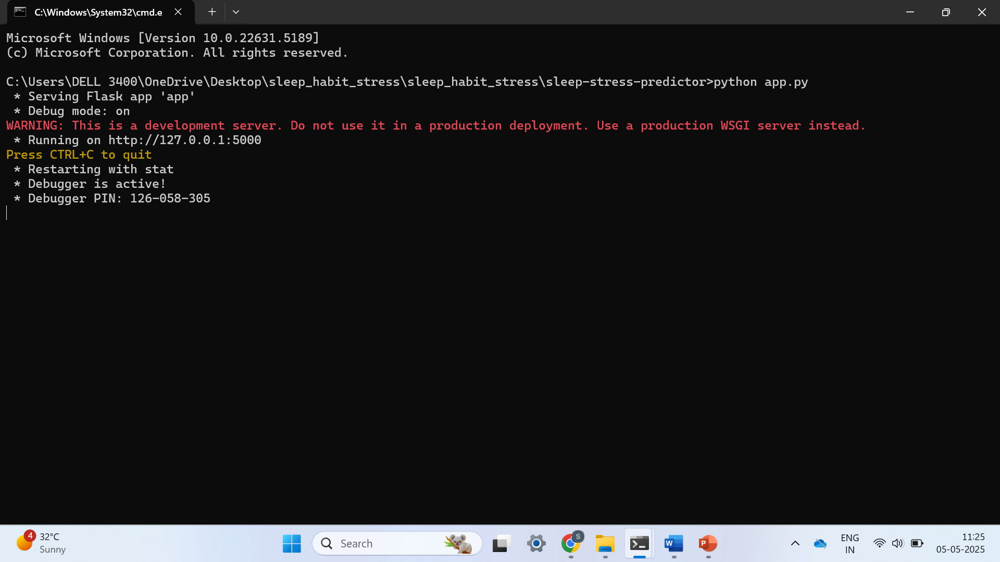 C:\Windows\System32\cmd.e
Microsoft Windows [Version 10.0.22631.5189]
(c) Microsoft Corporation. All rights reserved.
C:\Users\DELL 3400\OneDrive\Desktop\sleep_habit_stress\sleep_habit_stress\sleep-stress-predictor>python app.py
* Serving Flask app 'app'
* Debug mode: on
WARNING: This is a development server. Do not use it in a production deployment. Use a production WSGI server instead.
* Running on http://127.0.0.1:5000
Press CTRL+C to quit
* Restarting with stat
* Debugger is active!
* Debugger PIN: 126-058-305
4
32°C
Sunny
Search
S
W
P
ENG
IN
11:25
05-05-2025